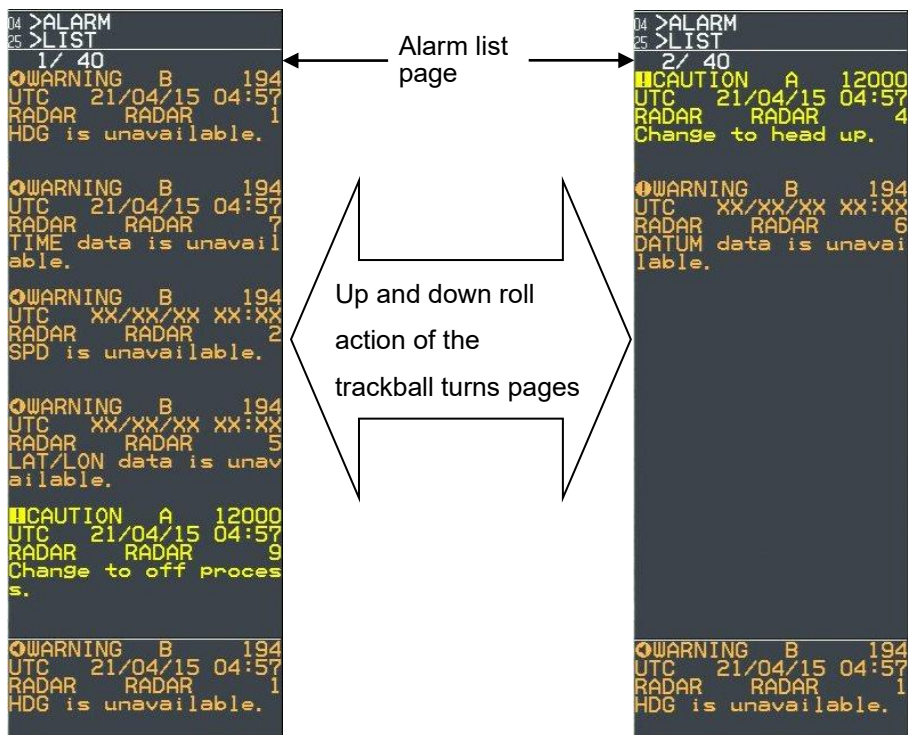 04 >ALARM
25 >LIST
1/ 40
WARNING B 194
UTC 21/04/15 04:57
RADAR RADAR 1
HDG is unavailable.
WARNING B 194
UTC 21/04/15 04:57
RADAR RADAR 7
TIME data is unavail
able.
WARNING B 194
UTC XX/XX/XX XX:XX
RADAR RADAR 2
SPD is unavailable.
WARNING B 194
UTC XX/XX/XX XX:XX
RADAR RADAR 5
LAT/LON data is unav
ailable.
!CAUTION A 12000
UTC 21/04/15 04:57
RADAR RADAR 9
Change to off proces
s.
WARNING B 194
UTC 21/04/15 04:57
RADAR RADAR 1
HDG is unavailable.
Alarm list
page
Up and down roll
action of the
trackball turns pages
04 >ALARM
25 >LIST
2/ 40
!CAUTION A 12000
UTC 21/04/15 04:57
RADAR RADAR 4
Change to head up.
!WARNING B 194
UTC XX/XX/XX XX:XX
RADAR RADAR 6
DATUM data is unavai
lable.
WARNING B 194
UTC 21/04/15 04:57
RADAR RADAR 1
HDG is unavailable.